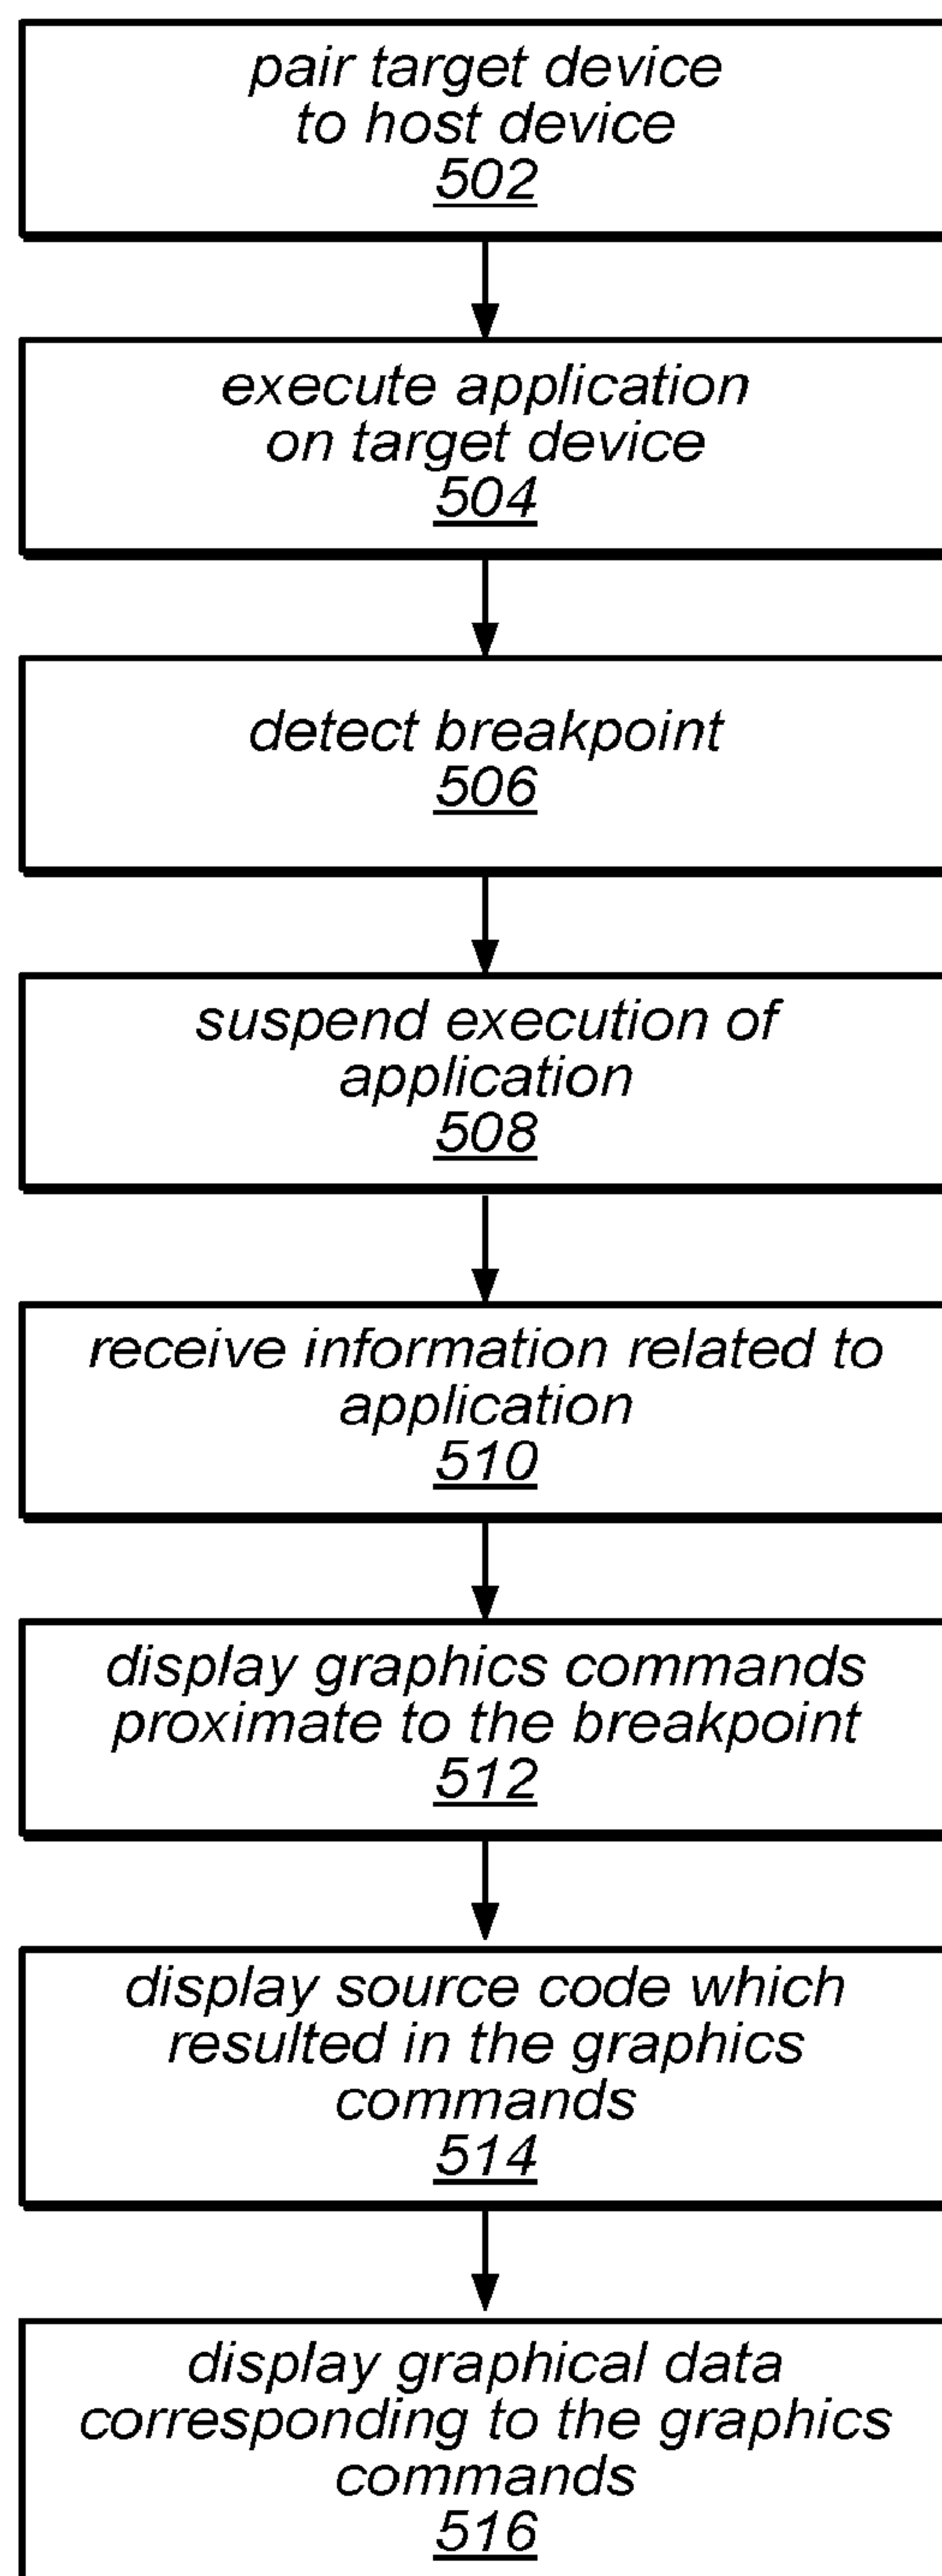 pair target device
to host device
502
execute application
on target device
504
detect breakpoint
506
suspend execution of
application
508
receive information related to
application
510
display graphics commands
proximate to the breakpoint
512
display source code which
resulted in the graphics
commands
514
display graphical data
corresponding to the graphics
commands
516